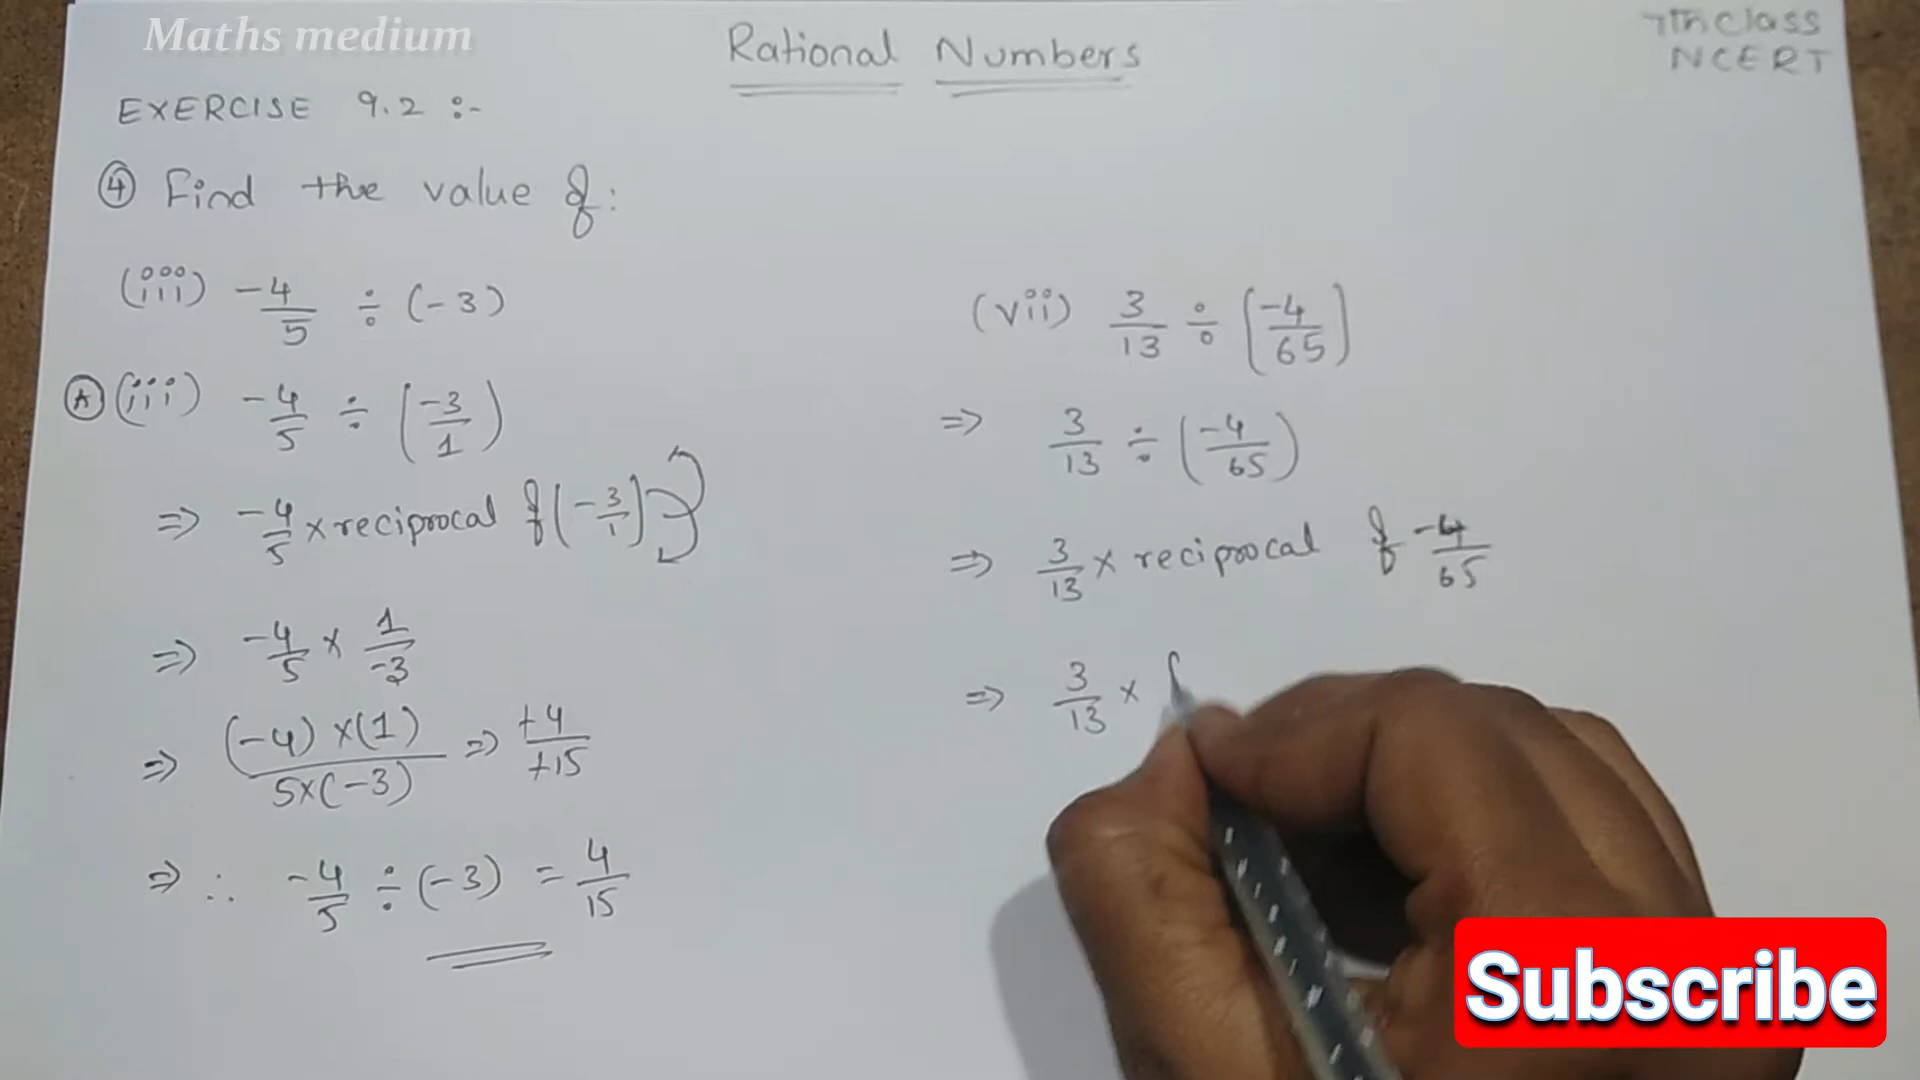 Maths medium
Rational Numbers
7th Class
NCERT
EXERCISE 9.2 :-
④ Find the value of:
(iii) -4/5 ÷ (-3)
Ⓐ (iii) -4/5 ÷ (-3/1)
⇒ -4/5 × reciprocal of (-3/1)
⇒ -4/5 × 1/-3
⇒ (-4) × (1) / 5×(-3) ⇒ +4/+15
⇒ ∴ -4/5 ÷ (-3) = 4/15
(vii) 3/13 ÷ (-4/65)
⇒ 3/13 ÷ (-4/65)
⇒ 3/13 × reciprocal of -4/65
⇒ 3/13 ×
Subscribe